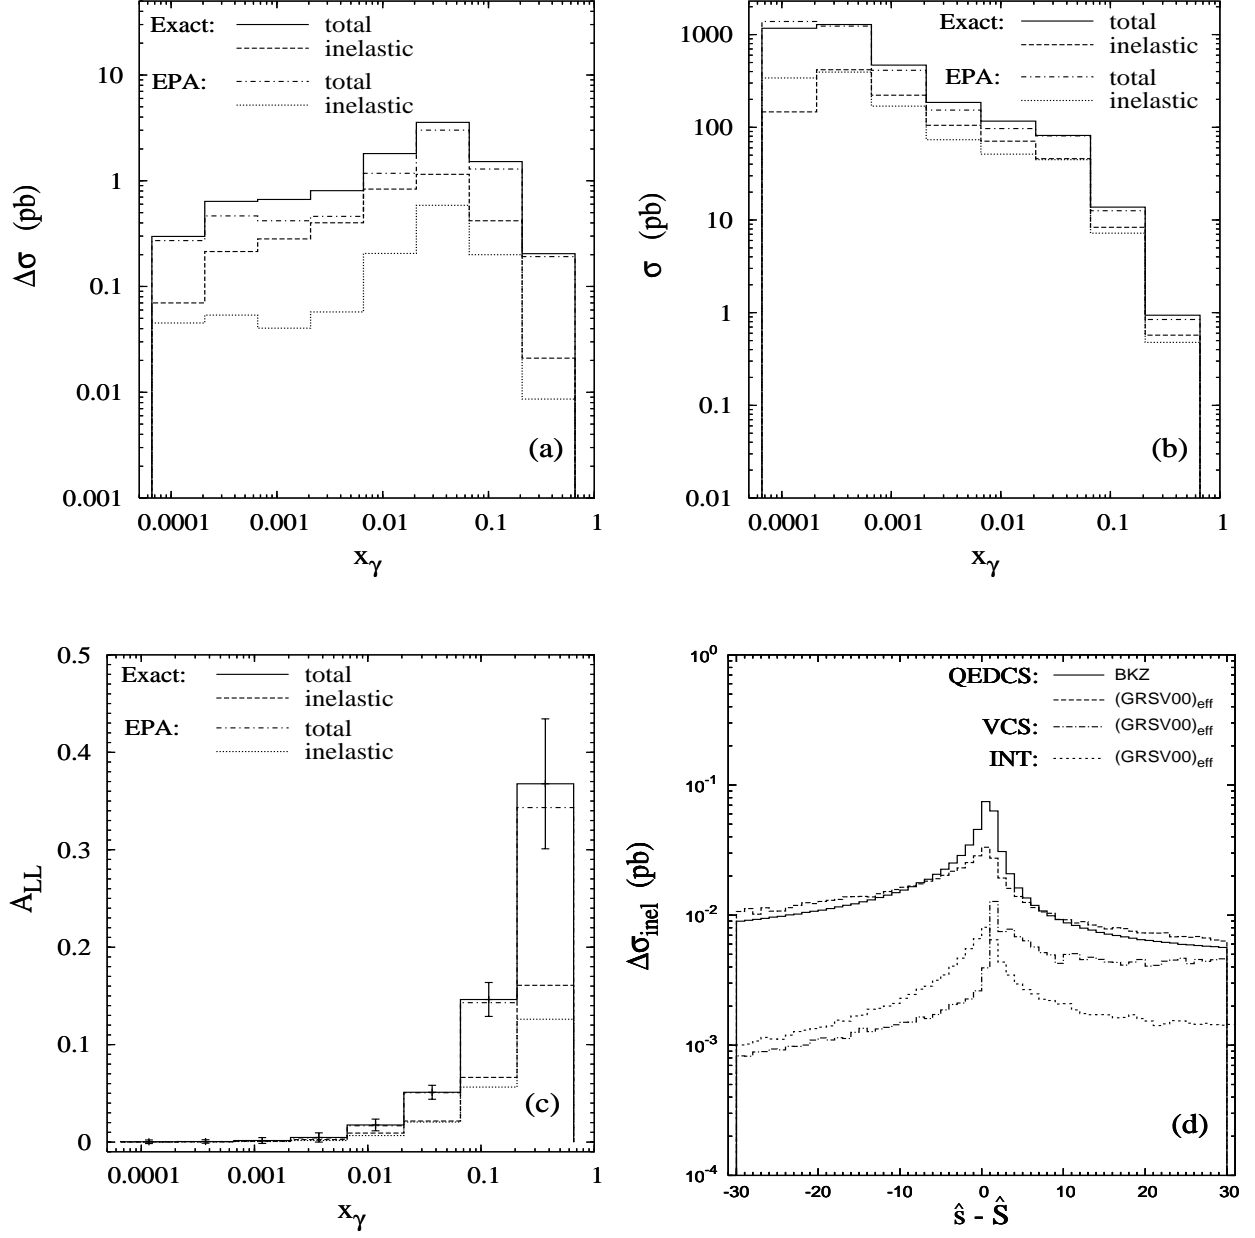 Exact: total
inelastic
EPA: total
inelastic
10
1
0.1
0.01
0.001
Δσ (pb)
(a)
0.0001 0.001 0.01 0.1 1
xγ
Exact: total
inelastic
EPA: total
inelastic
1000
100
10
1
0.1
0.01
σ (pb)
(b)
0.0001 0.001 0.01 0.1 1
xγ
Exact: total
inelastic
EPA: total
inelastic
0.5
0.4
0.3
0.2
0.1
0
A_LL
(c)
0.0001 0.001 0.01 0.1 1
xγ
QEDCS: BKZ
(GRSV00)eff
VCS: (GRSV00)eff
INT: (GRSV00)eff
10^0
10^-1
10^-2
10^-3
10^-4
Δσinel (pb)
(d)
-30 -20 -10 0 10 20 30
ŝ - Ŝ